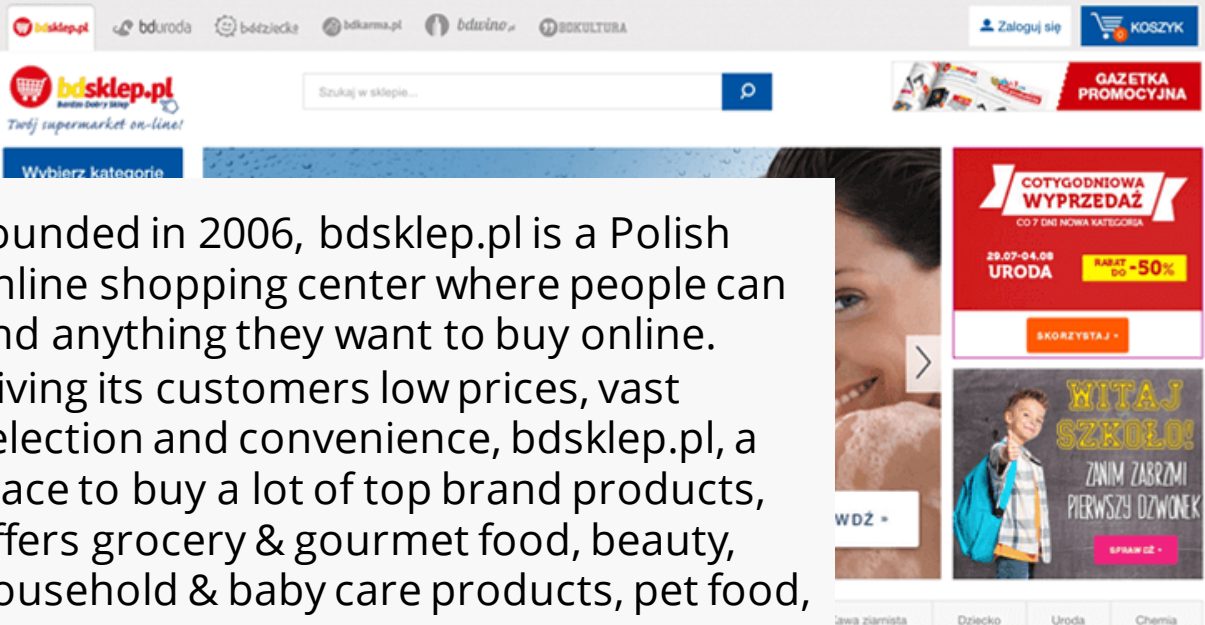 bdsklep.pl bduroda bddziecko bdkarma.pl bdwino.pl BDKULTURA Zaloguj się KOSZYK
bdsklep.pl
Bardzo Dobry Sklep
Twój supermarket on-line!
Szukaj w sklepie...
GAZETKA
PROMOCYJNA
Wybierz kategorię
ounded in 2006, bdsklep.pl is a Polish
nline shopping center where people can
nd anything they want to buy online.
iving its customers low prices, vast
election and convenience, bdsklep.pl, a
ace to buy a lot of top brand products,
ffers grocery & gourmet food, beauty,
ousehold & baby care products, pet food,
WDŹ »
COTYGODNIOWA
WYPRZEDAŻ
CO 7 DNI NOWA KATEGORIA
29.07-04.08
URODA
RABAT DO -50%
SKORZYSTAJ »
WITAJ
SZKOŁO!
ZANIM ZABRZMI
PIERWSZY DZWONEK
SPRAWDŹ »
Kawa ziarnista Dziecko Uroda Chemia